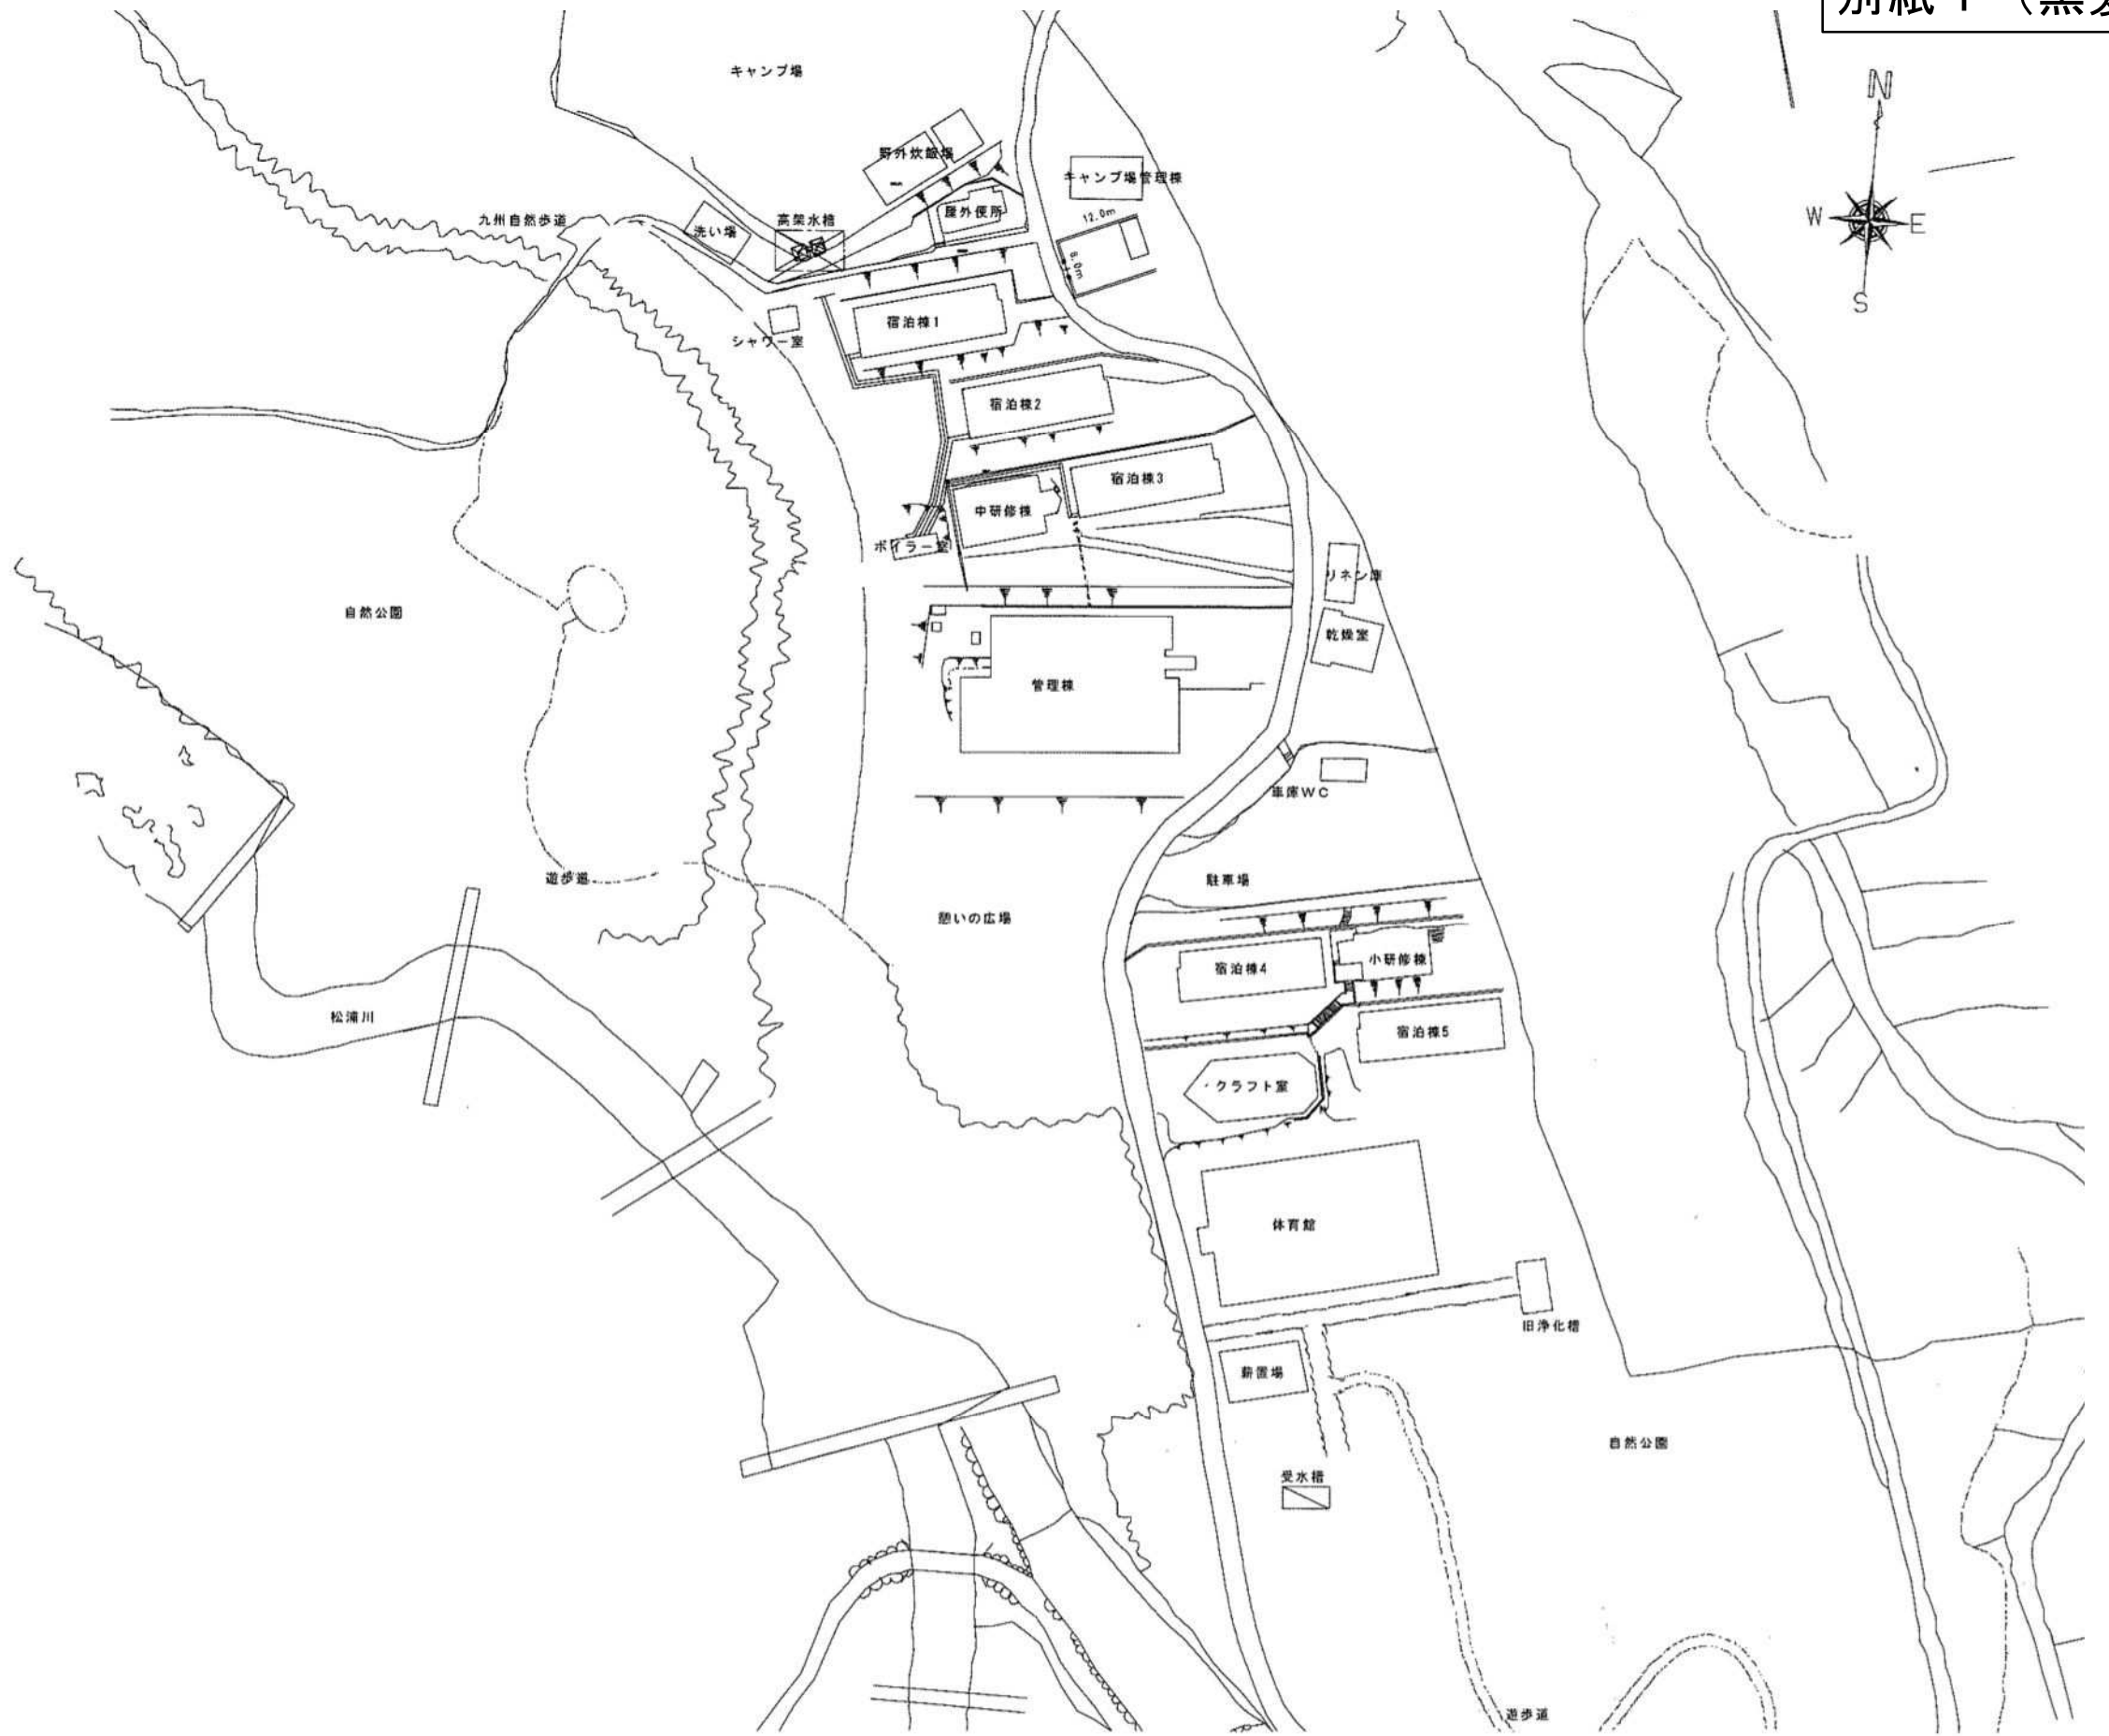 別紙１（黒
キャンプ場
N
野外炊飯場
キャンプ場管理棟
九州自然歩道
高架水槽
屋外便所
12.0m
W
E
洗い場
8.0m
S
宿泊棟1
シャワー室
宿泊棟2
宿泊棟3
中研修棟
ボイラー室
リネン庫
自然公園
乾燥室
管理棟
車庫WC
遊歩道
駐車場
憩いの広場
宿泊棟4
小研修棟
松浦川
宿泊棟5
クラフト室
体育館
旧浄化槽
薪置場
自然公園
受水槽
遊歩道